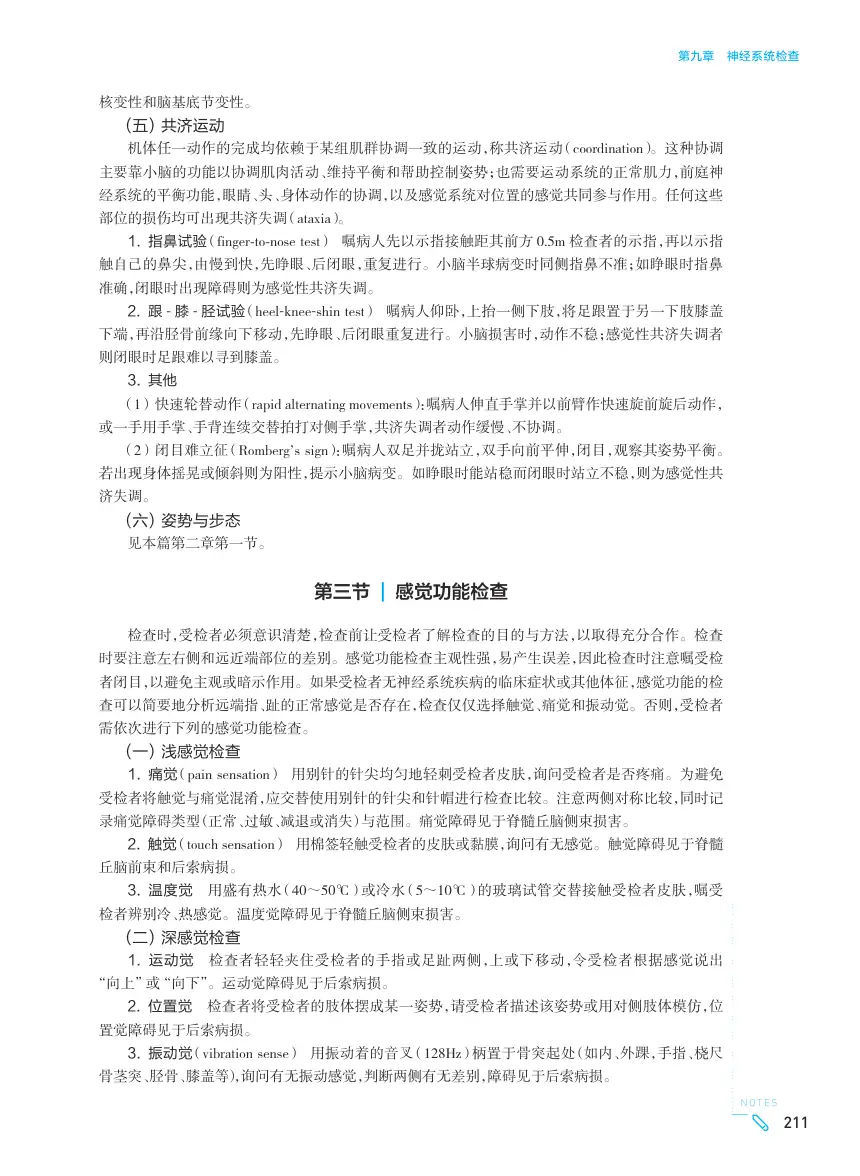 第九章 神经系统检查
核变性和脑基底节变性。
（五）共济运动
机体任一动作的完成均依赖于某组肌群协调一致的运动，称共济运动（coordination）。这种协调
主要靠小脑的功能以协调肌肉活动、维持平衡和帮助控制姿势；也需要运动系统的正常肌力，前庭神
经系统的平衡功能，眼睛、头、身体动作的协调，以及感觉系统对位置的感觉共同参与作用。任何这些
部位的损伤均可出现共济失调（ataxia）。
1. 指鼻试验（finger-to-nose test） 嘱病人先以示指接触距其前方 0.5m 检查者的示指，再以示指
触自己的鼻尖，由慢到快，先睁眼、后闭眼，重复进行。小脑半球病变时同侧指鼻不准；如睁眼时指鼻
准确，闭眼时出现障碍则为感觉性共济失调。
2. 跟 - 膝 - 胫试验（heel-knee-shin test） 嘱病人仰卧，上抬一侧下肢，将足跟置于另一下肢膝盖
下端，再沿胫骨前缘向下移动，先睁眼、后闭眼重复进行。小脑损害时，动作不稳；感觉性共济失调者
则闭眼时足跟难以寻到膝盖。
3. 其他
（1）快速轮替动作（rapid alternating movements）：嘱病人伸直手掌并以前臂作快速旋前旋后动作，
或一手用手掌、手背连续交替拍打对侧手掌，共济失调者动作缓慢、不协调。
（2）闭目难立征（Romberg's sign）：嘱病人双足并拢站立，双手向前平伸，闭目，观察其姿势平衡。
若出现身体摇晃或倾斜则为阳性，提示小脑病变。如睁眼时能站稳而闭眼时站立不稳，则为感觉性共
济失调。
（六）姿势与步态
见本篇第二章第一节。
第三节 | 感觉功能检查
检查时，受检者必须意识清楚，检查前让受检者了解检查的目的与方法，以取得充分合作。检查
时要注意左右侧和远近端部位的差别。感觉功能检查主观性强，易产生误差，因此检查时注意嘱受检
者闭目，以避免主观或暗示作用。如果受检者无神经系统疾病的临床症状或其他体征，感觉功能的检
查可以简要地分析远端指、趾的正常感觉是否存在，检查仅仅选择触觉、痛觉和振动觉。否则，受检者
需依次进行下列的感觉功能检查。
（一）浅感觉检查
1. 痛觉（pain sensation） 用别针的针尖均匀地轻刺受检者皮肤，询问受检者是否疼痛。为避免
受检者将触觉与痛觉混淆，应交替使用别针的针尖和针帽进行检查比较。注意两侧对称比较，同时记
录痛觉障碍类型（正常、过敏、减退或消失）与范围。痛觉障碍见于脊髓丘脑侧束损害。
2. 触觉（touch sensation） 用棉签轻触受检者的皮肤或黏膜，询问有无感觉。触觉障碍见于脊髓
丘脑前束和后索病损。
3. 温度觉 用盛有热水（40～50℃）或冷水（5～10℃）的玻璃试管交替接触受检者皮肤，嘱受
检者辨别冷、热感觉。温度觉障碍见于脊髓丘脑侧束损害。
（二）深感觉检查
1. 运动觉 检查者轻轻夹住受检者的手指或足趾两侧，上或下移动，令受检者根据感觉说出
“向上”或“向下”。运动觉障碍见于后索病损。
2. 位置觉 检查者将受检者的肢体摆成某一姿势，请受检者描述该姿势或用对侧肢体模仿，位
置觉障碍见于后索病损。
3. 振动觉（vibration sense） 用振动着的音叉（128Hz）柄置于骨突起处（如内、外踝，手指、桡尺
骨茎突、胫骨、膝盖等），询问有无振动感觉，判断两侧有无差别，障碍见于后索病损。
NOTES
211